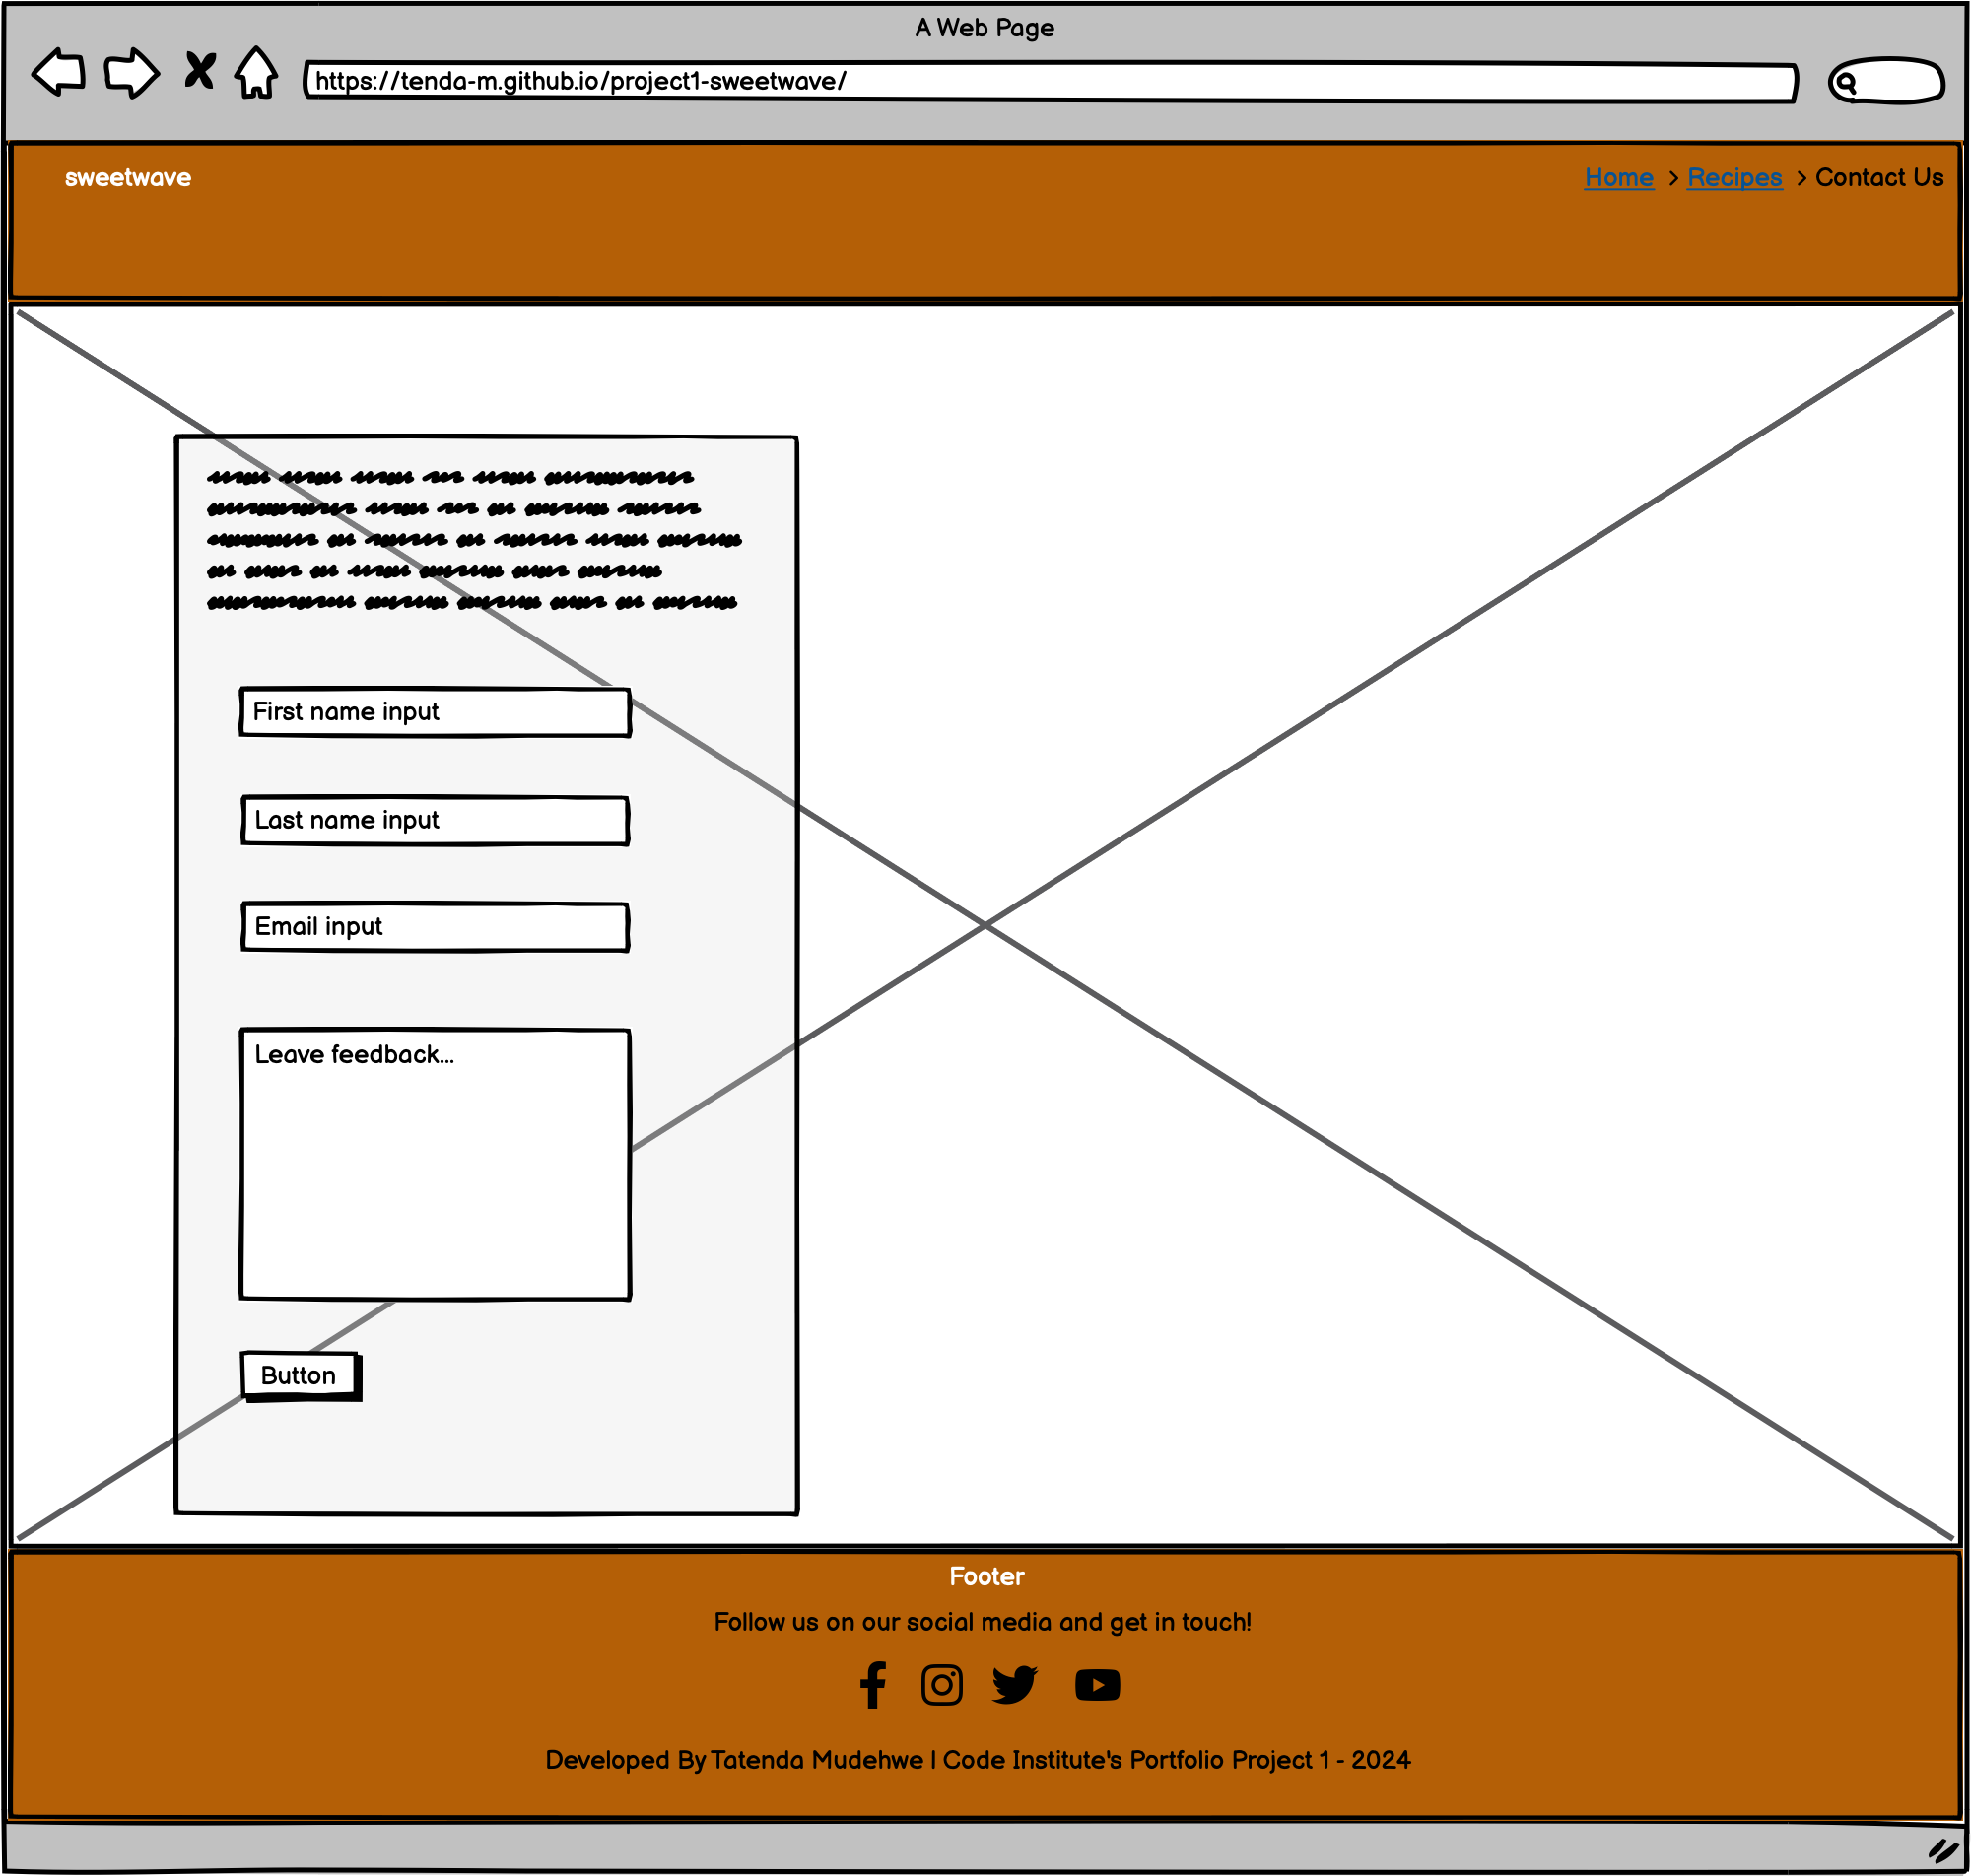 A Web Page
https://tenda-m.github.io/project1-sweetwave/
sweetwave
Home > Recipes > Contact Us
First name input
Last name input
Email input
Leave feedback...
Button
Footer
Follow us on our social media and get in touch!
Developed By Tatenda Mudehwe | Code Institute's Portfolio Project 1 - 2024